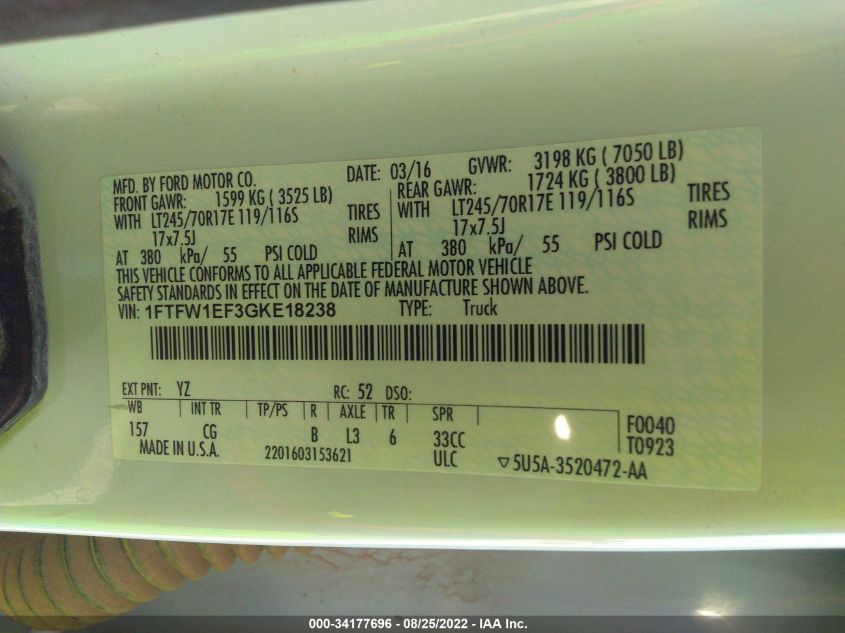 MFD. BY FORD MOTOR CO. DATE: 03/16 GVWR: 3198 KG ( 7050 LB)
FRONT GAWR: 1599 KG ( 3525 LB) REAR GAWR: 1724 KG ( 3800 LB)
WITH LT245/70R17E 119/116S TIRES WITH LT245/70R17E 119/116S TIRES
17x7.5J RIMS 17x7.5J RIMS
AT 380 kPa/ 55 PSI COLD AT 380 kPa/ 55 PSI COLD
THIS VEHICLE CONFORMS TO ALL APPLICABLE FEDERAL MOTOR VEHICLE
SAFETY STANDARDS IN EFFECT ON THE DATE OF MANUFACTURE SHOWN ABOVE.
VIN: 1FTFW1EF3GKE18238 TYPE: Truck
EXT PNT: YZ RC: 52 DSO:
WB INT TR TP/PS R AXLE TR SPR F0040
157 CG B L3 6 33CC T0923
MADE IN U.S.A. 2201603153621 ULC ▽5U5A-3520472-AA
000-34177696 - 08/25/2022 - IAA Inc.